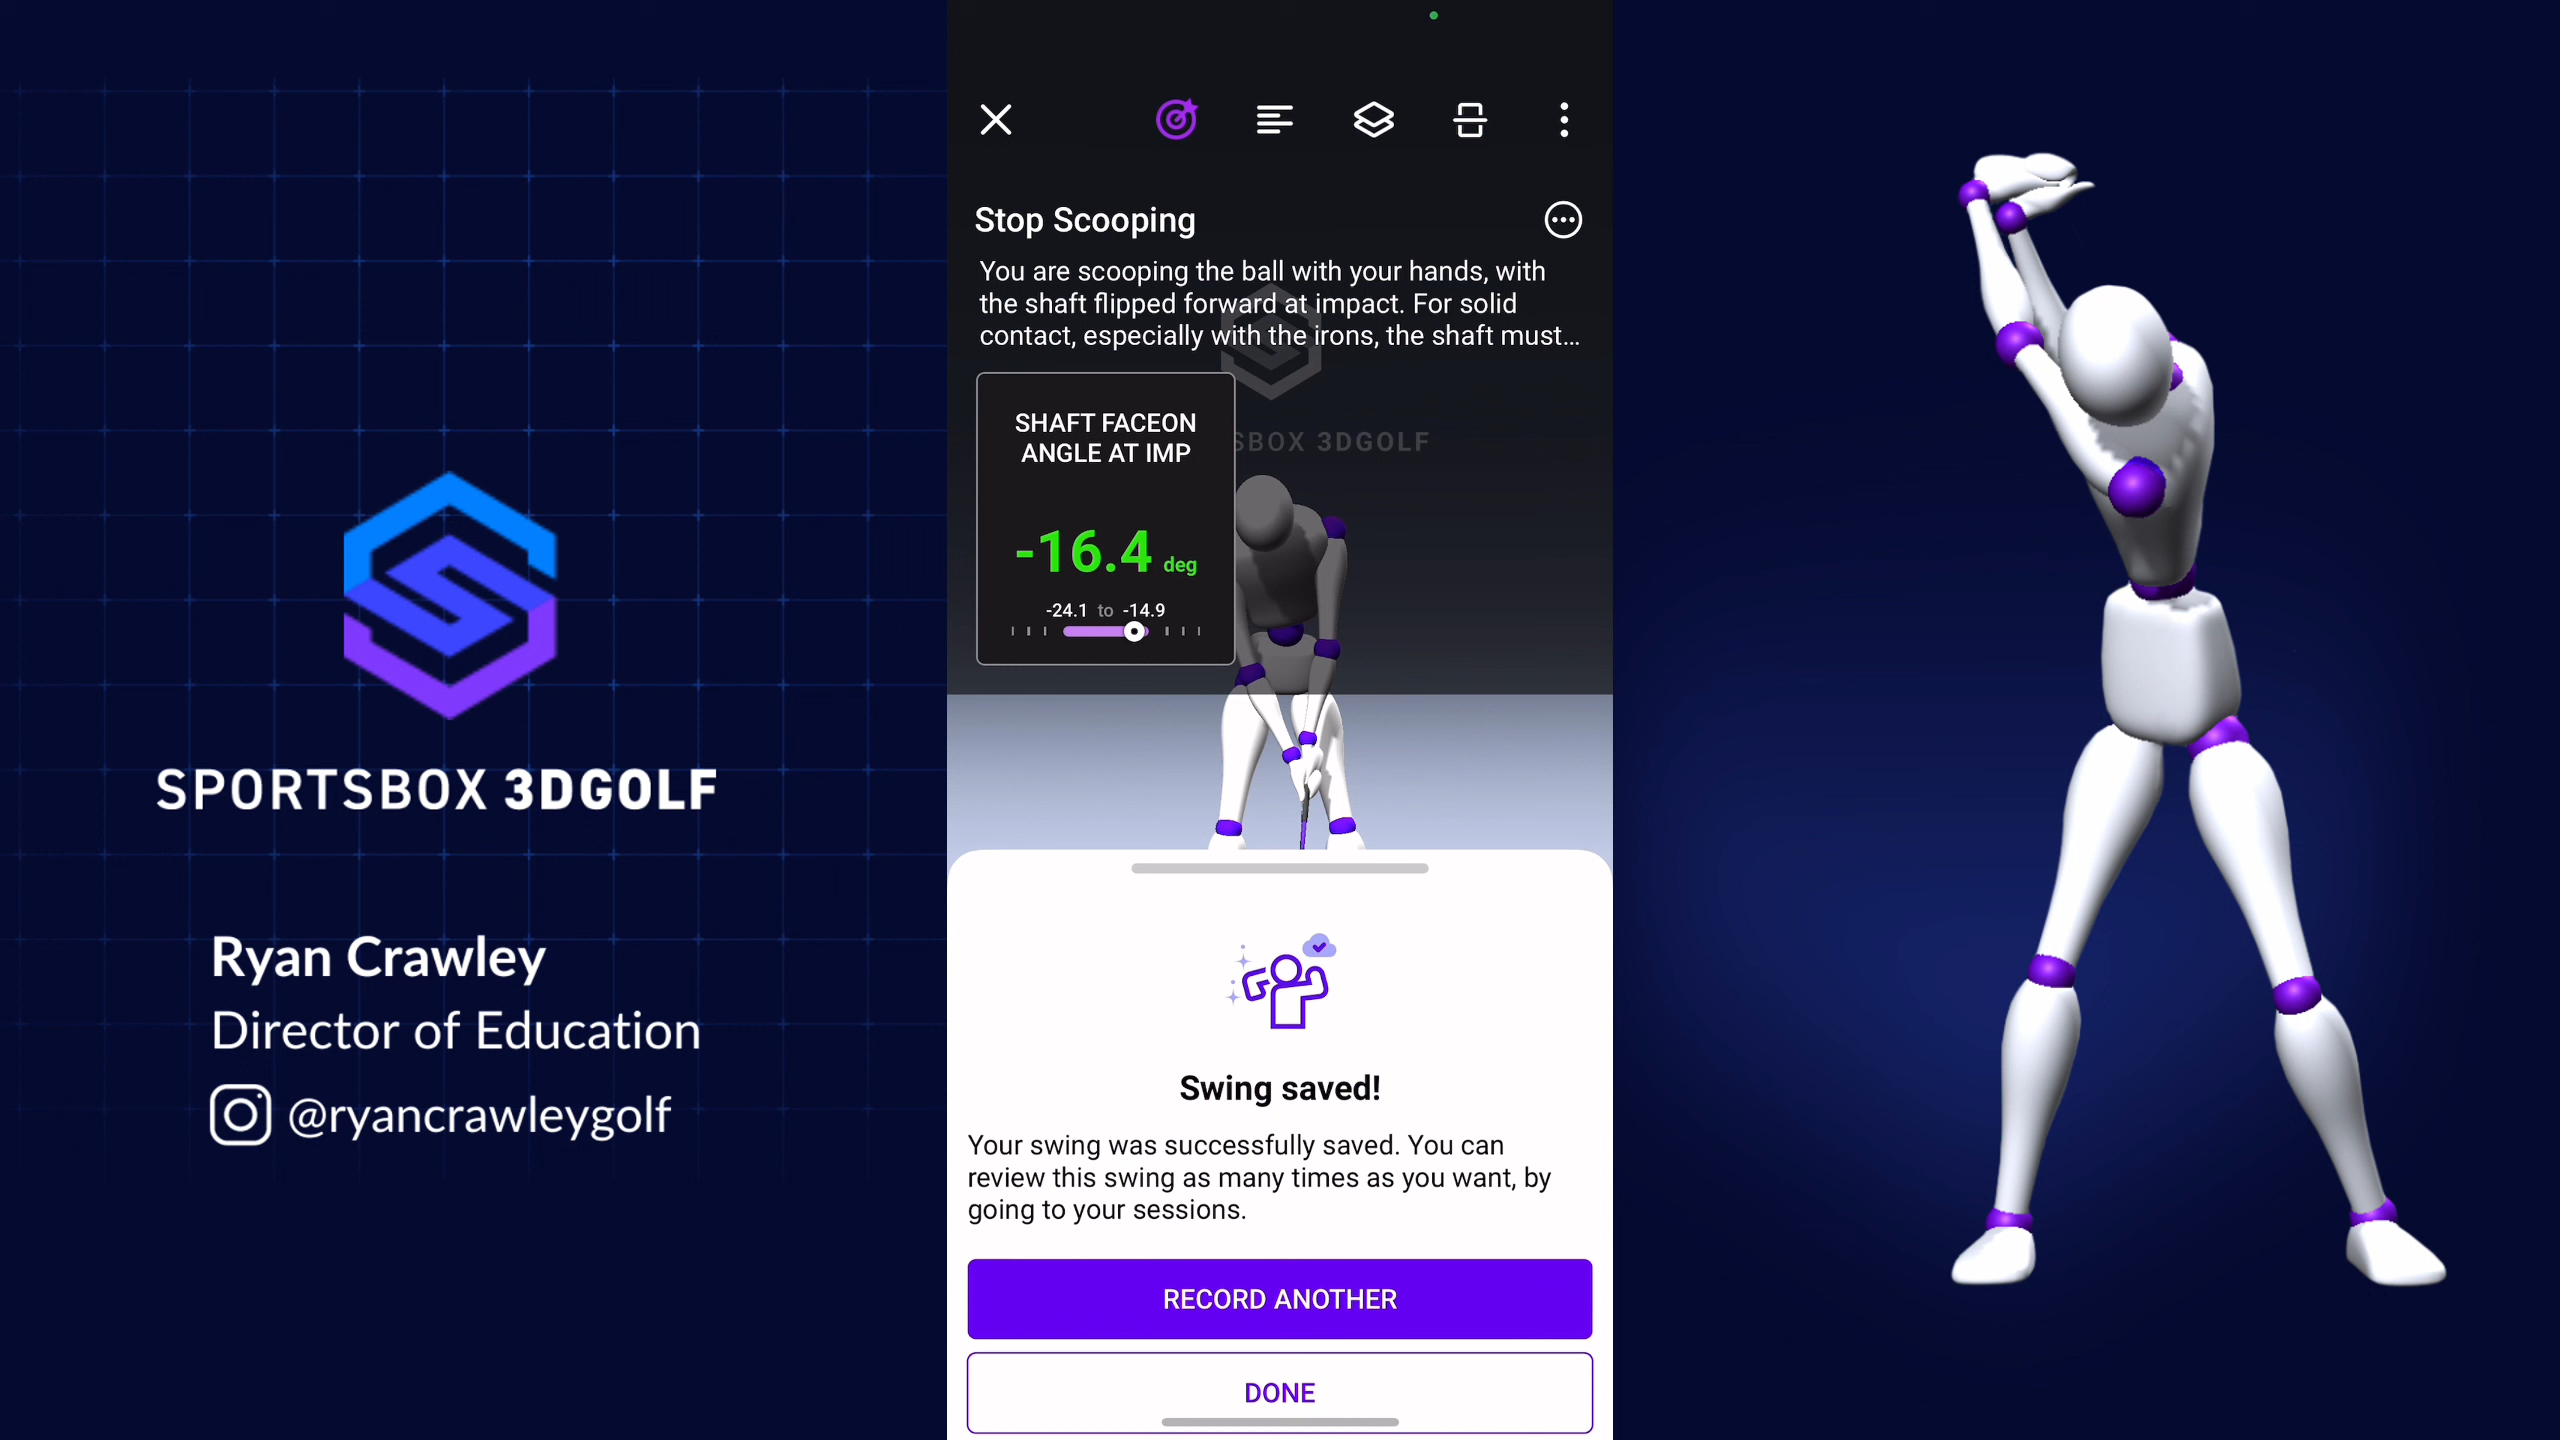 SPORTSBOX 3DGOLF
Ryan Crawley
Director of Education
@ryancrawleygolf
Stop Scooping
You are scooping the ball with your hands, with
the shaft flipped forward at impact. For solid
contact, especially with the irons, the shaft must...
SHAFT FACEON
ANGLE AT IMP
-16.4 deg
-24.1 to -14.9
SBOX 3DGOLF
Swing saved!
Your swing was successfully saved. You can
review this swing as many times as you want, by
going to your sessions.
RECORD ANOTHER
DONE